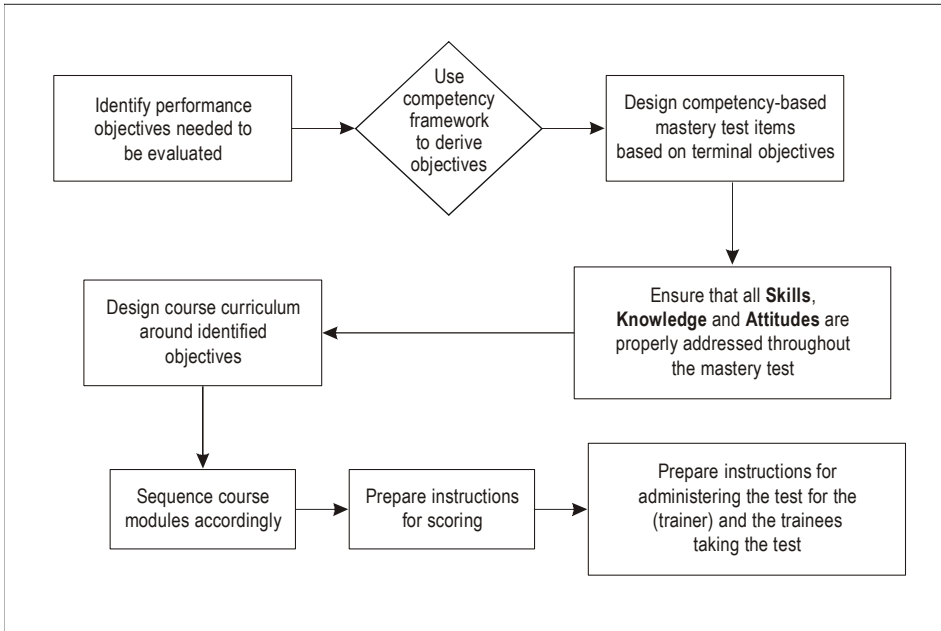 Identify performance
objectives needed to
be evaluated
Use
competency
framework
to derive
objectives
Design competency-based
mastery test items
based on terminal objectives
Ensure that all Skills,
Knowledge and Attitudes are
properly addressed throughout
the mastery test
Design course curriculum
around identified
objectives
Sequence course
modules accordingly
Prepare instructions
for scoring
Prepare instructions for
administering the test for the
(trainer) and the trainees
taking the test